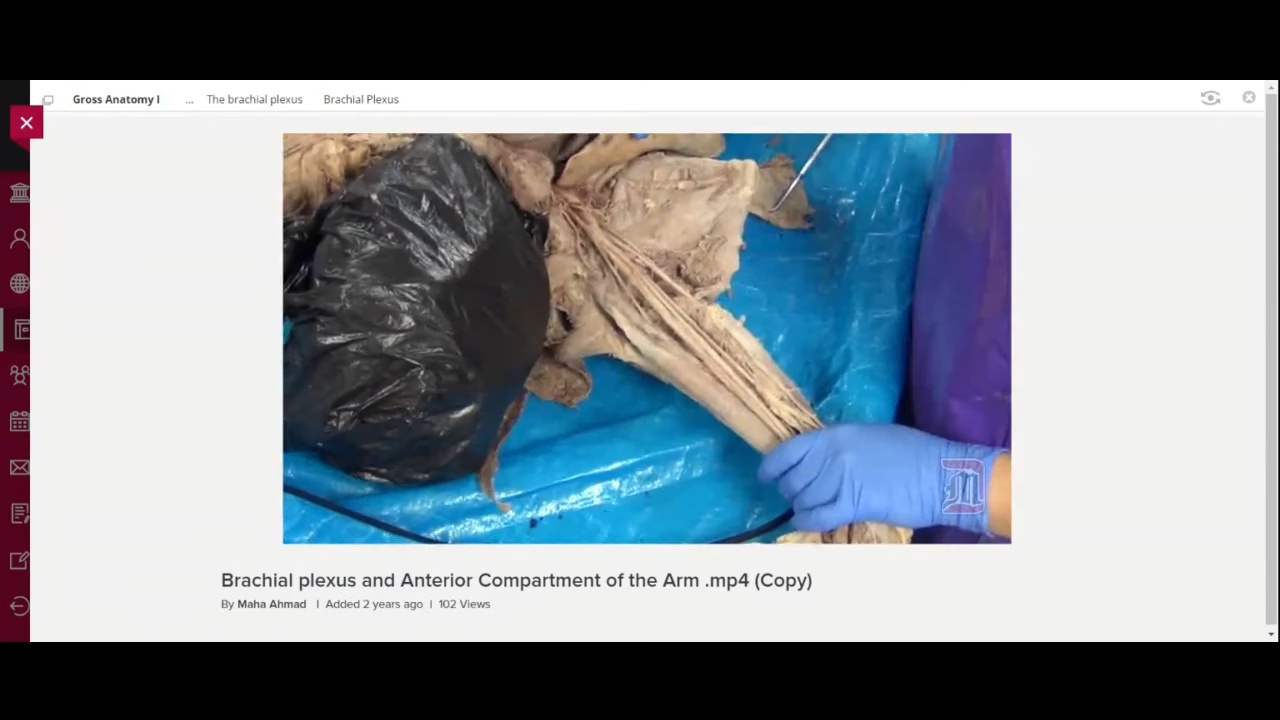 Gross Anatomy I ... The brachial plexus Brachial Plexus
Brachial plexus and Anterior Compartment of the Arm .mp4 (Copy)
By Maha Ahmad | Added 2 years ago | 102 Views